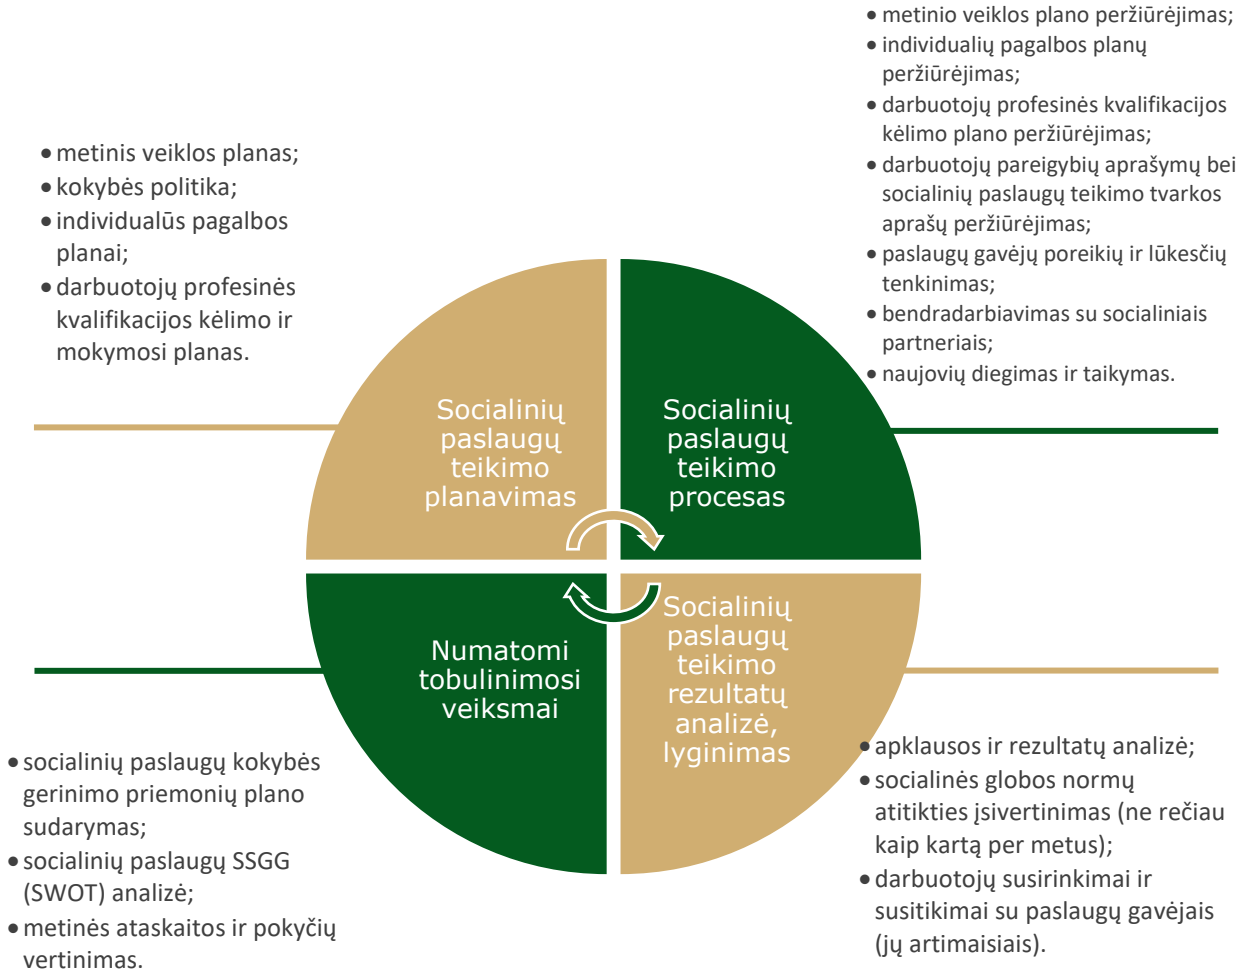 • metinis veiklos planas;
• kokybės politika;
• individualūs pagalbos
planai;
• darbuotojų profesinės
kvalifikacijos kėlimo ir
mokymosi planas.
• metinio veiklos plano peržiūrėjimas;
• individualių pagalbos planų
peržiūrėjimas;
• darbuotojų profesinės kvalifikacijos
kėlimo plano peržiūrėjimas;
• darbuotojų pareigybių aprašymų bei
socialinių paslaugų teikimo tvarkos
aprašų peržiūrėjimas;
• paslaugų gavėjų poreikių ir lūkesčių
tenkinimas;
• bendradarbiavimas su socialiniais
partneriais;
• naujovių diegimas ir taikymas.
Socialinių
paslaugų
teikimo
planavimas
Socialinių
paslaugų
teikimo
procesas
Numatomi
tobulinimosi
veiksmai
Socialinių
paslaugų
teikimo
rezultatų
analizė,
lyginimas
• socialinių paslaugų kokybės
gerinimo priemonių plano
sudarymas;
• socialinių paslaugų SSGG
(SWOT) analizė;
• metinės ataskaitos ir pokyčių
vertinimas.
• apklausos ir rezultatų analizė;
• socialinės globos normų
atitikties įsivertinimas (ne rečiau
kaip kartą per metus);
• darbuotojų susirinkimai ir
susitikimai su paslaugų gavėjais
(jų artimaisiais).